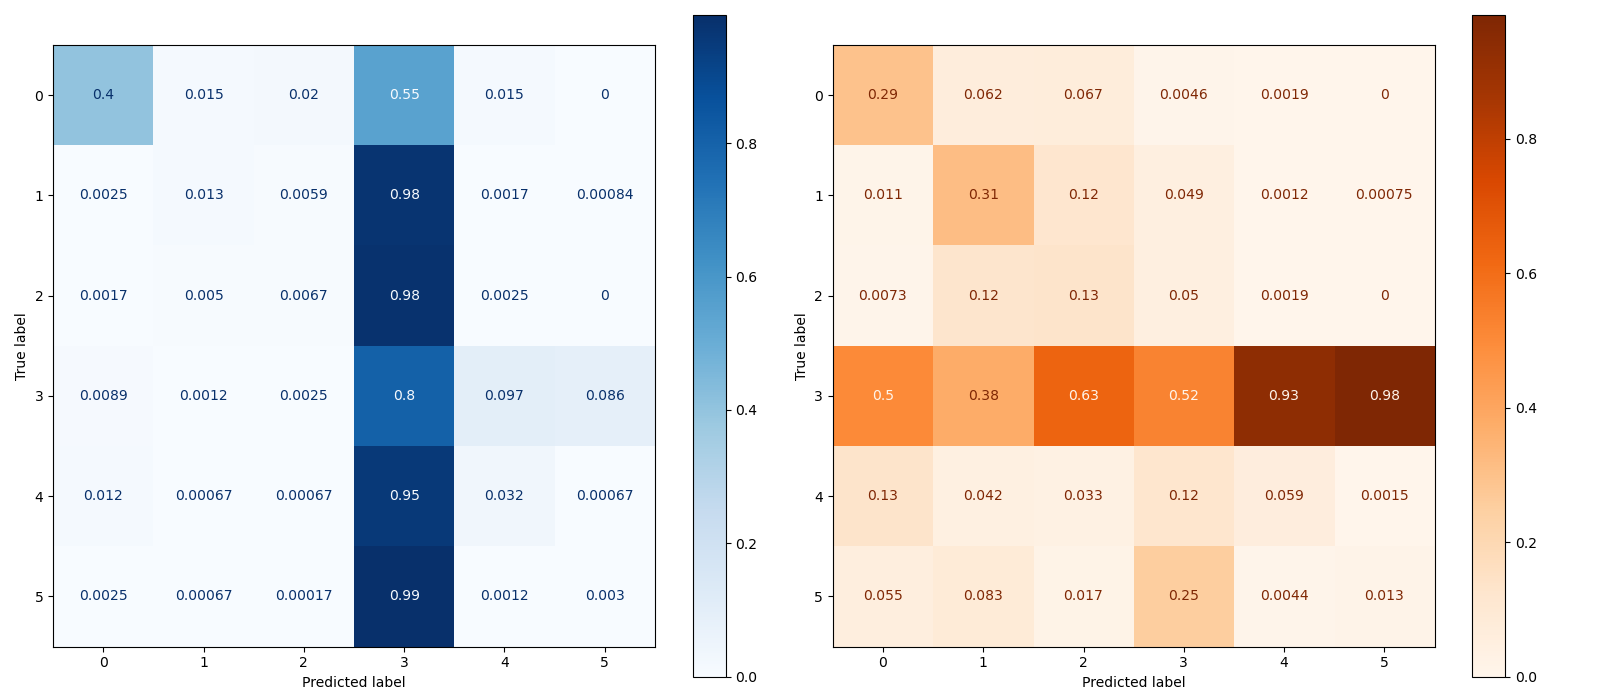 0 0.4 0.015 0.02 0.55 0.015 0
1 0.0025 0.013 0.0059 0.98 0.0017 0.00084
2 0.0017 0.005 0.0067 0.98 0.0025 0
3 0.0089 0.0012 0.0025 0.8 0.097 0.086
4 0.012 0.00067 0.00067 0.95 0.032 0.00067
5 0.0025 0.00067 0.00017 0.99 0.0012 0.003
0 1 2 3 4 5
True label
Predicted label
0.8
0.6
0.4
0.2
0.0
0 0.29 0.062 0.067 0.0046 0.0019 0
1 0.011 0.31 0.12 0.049 0.0012 0.00075
2 0.0073 0.12 0.13 0.05 0.0019 0
3 0.5 0.38 0.63 0.52 0.93 0.98
4 0.13 0.042 0.033 0.12 0.059 0.0015
5 0.055 0.083 0.017 0.25 0.0044 0.013
0 1 2 3 4 5
True label
Predicted label
0.8
0.6
0.4
0.2
0.0